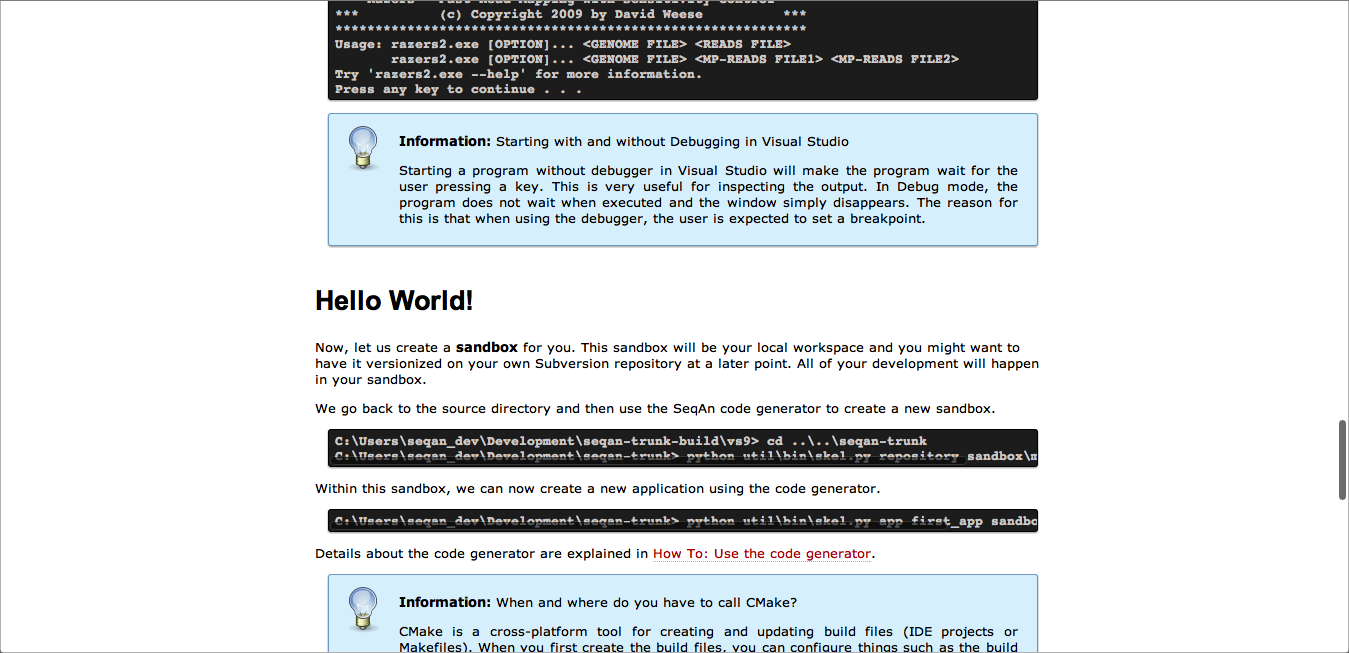 ***          (c) Copyright 2009 by David Weese          ***
***********************************************************
Usage: razers2.exe [OPTION]... <GENOME FILE> <READS FILE>
       razers2.exe [OPTION]... <GENOME FILE> <MP-READS FILE1> <MP-READS FILE2>
Try 'razers2.exe --help' for more information.
Press any key to continue . . .
Information: Starting with and without Debugging in Visual Studio
Starting a program without debugger in Visual Studio will make the program wait for the
user pressing a key. This is very useful for inspecting the output. In Debug mode, the
program does not wait when executed and the window simply disappears. The reason for
this is that when using the debugger, the user is expected to set a breakpoint.
Hello World!
Now, let us create a sandbox for you. This sandbox will be your local workspace and you might want to
have it versionized on your own Subversion repository at a later point. All of your development will happen
in your sandbox.
We go back to the source directory and then use the SeqAn code generator to create a new sandbox.
C:\Users\seqan_dev\Development\seqan-trunk-build\vs9> cd ..\..\seqan-trunk
C:\Users\seqan_dev\Development\seqan-trunk> python util\bin\skel.py repository sandbox\m
Within this sandbox, we can now create a new application using the code generator.
C:\Users\seqan_dev\Development\seqan-trunk> python util\bin\skel.py app first_app sandbo
Details about the code generator are explained in How To: Use the code generator.
Information: When and where do you have to call CMake?
CMake is a cross-platform tool for creating and updating build files (IDE projects or
Makefiles). When you first create the build files, you can configure things such as the build